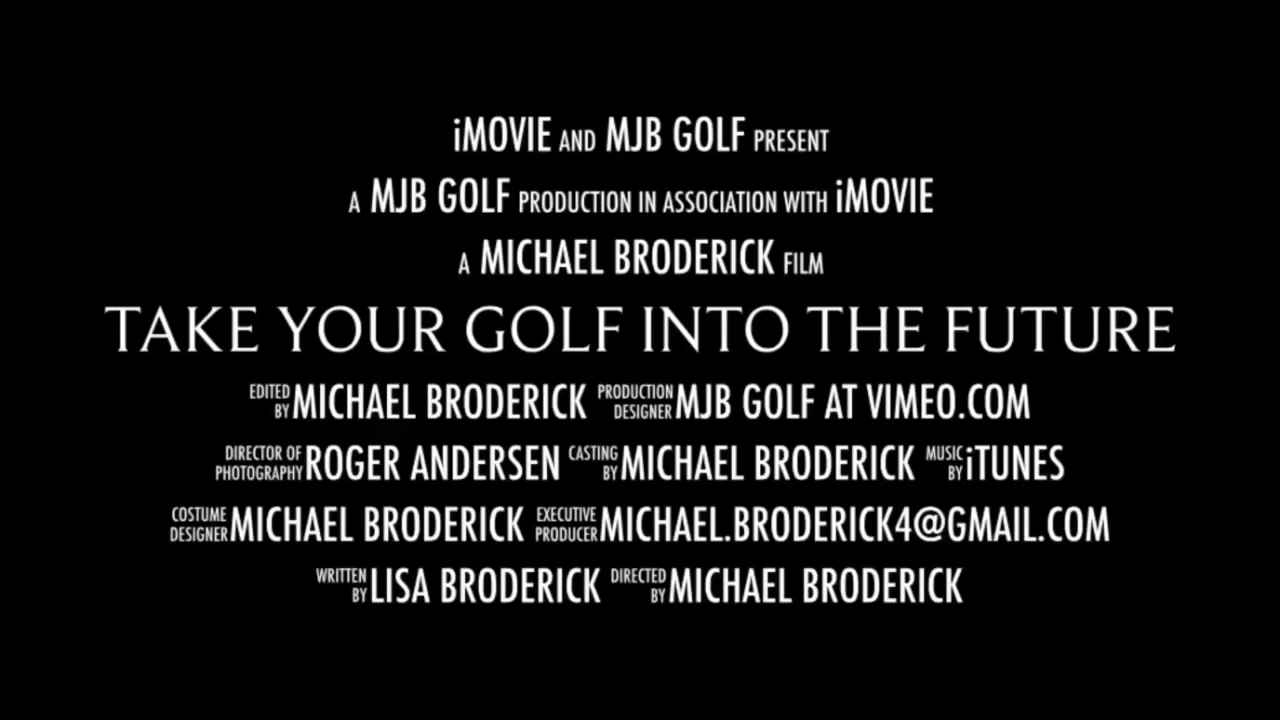 iMOVIE AND MJB GOLF PRESENT
A MJB GOLF PRODUCTION IN ASSOCIATION WITH iMOVIE
A MICHAEL BRODERICK FILM
TAKE YOUR GOLF INTO THE FUTURE
EDITED BY MICHAEL BRODERICK PRODUCTION DESIGNER MJB GOLF AT VIMEO.COM
DIRECTOR OF PHOTOGRAPHY ROGER ANDERSEN CASTING BY MICHAEL BRODERICK MUSIC BY iTUNES
COSTUME DESIGNER MICHAEL BRODERICK EXECUTIVE PRODUCER MICHAEL.BRODERICK4@GMAIL.COM
WRITTEN BY LISA BRODERICK DIRECTED BY MICHAEL BRODERICK